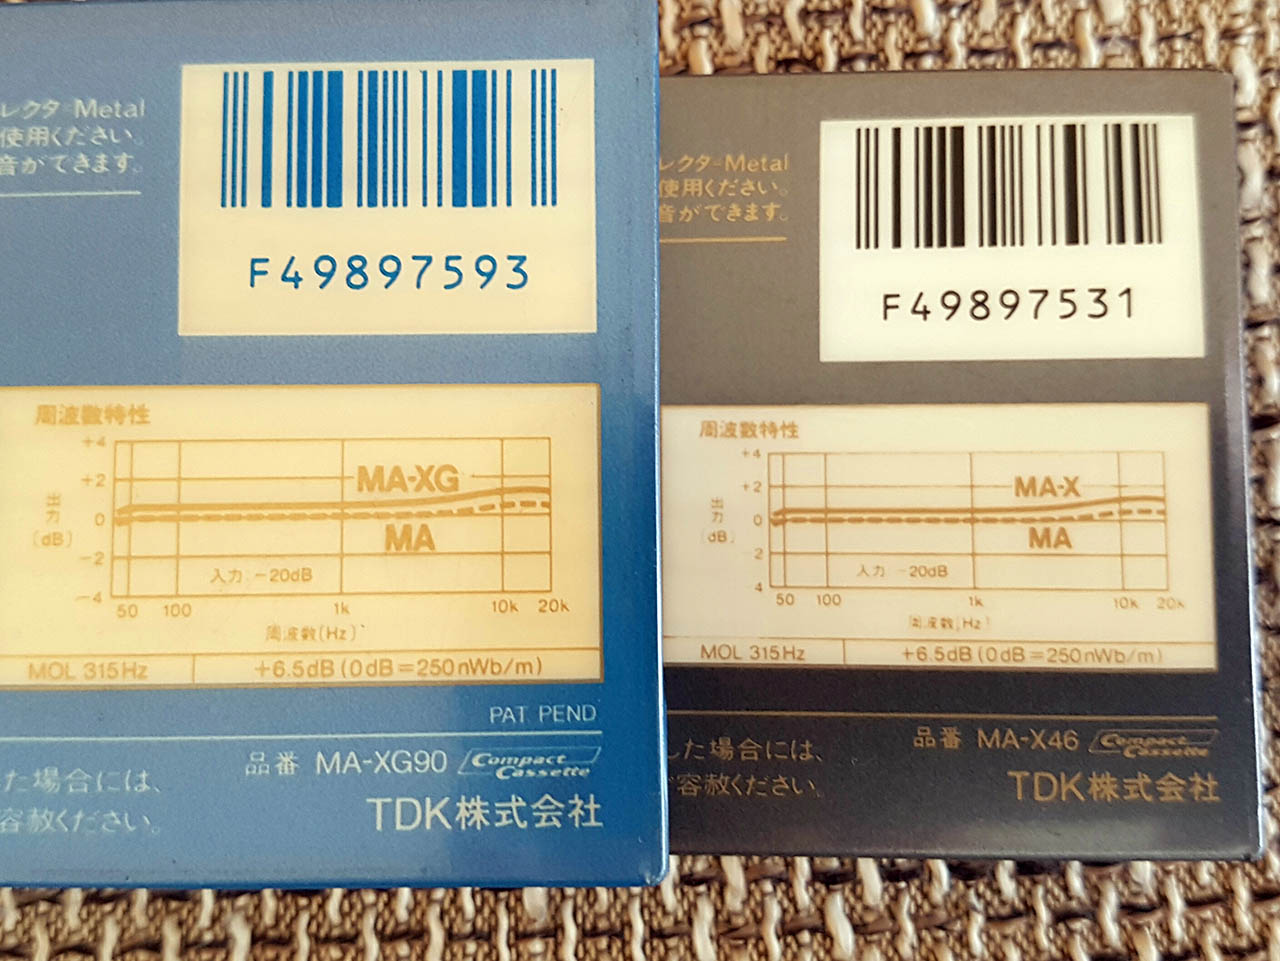 レクタ-Metal
使用ください。
音ができます。
F49897593
周波数特性
+4
+2
0
-2
-4
出力
(dB)
MA-XG
MA
入力 -20dB
50 100 1k 10k 20k
周波数(Hz)
MOL 315Hz +6.5dB (0dB=250nWb/m)
PAT. PEND
品番 MA-XG90 Compact Cassette
た場合には、
容赦ください。
TDK株式会社
レクタ-Metal
使用ください。
音ができます。
F49897531
周波数特性
+4
+2
0
2
4
出力
(dB)
MA-X
MA
入力 -20dB
50 100 1k 10k 20k
周波数(Hz)
MOL 315Hz +6.5dB (0dB=250nWb/m)
品番 MA-X46 Compact Cassette
した場合には、
容赦ください。
TDK株式会社